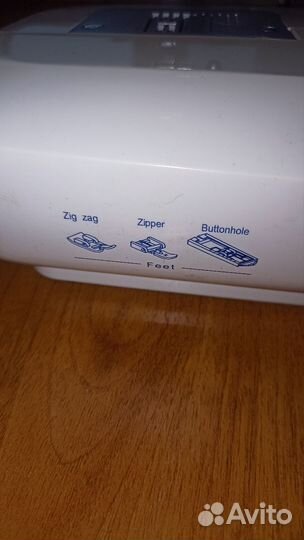 Zig zag
Zipper
Buttonhole
Feet
Avito